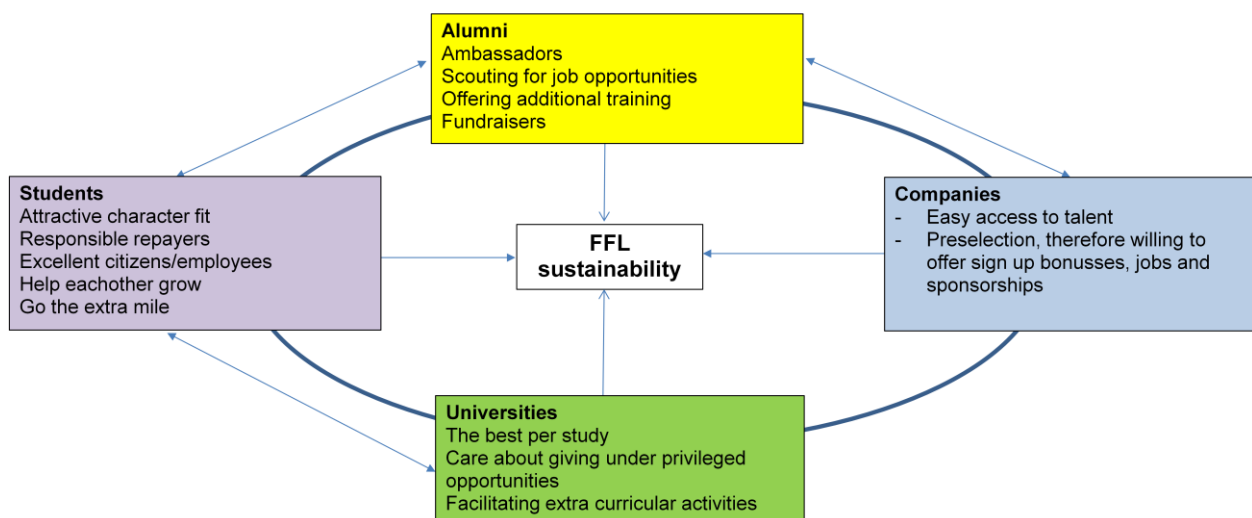 Alumni
Ambassadors
Scouting for job opportunities
Offering additional training
Fundraisers
Students
Attractive character fit
Responsible repayers
Excellent citizens/employees
Help eachother grow
Go the extra mile
FFL
sustainability
Companies
- Easy access to talent
- Preselection, therefore willing to
offer sign up bonusses, jobs and
sponsorships
Universities
The best per study
Care about giving under privileged
opportunities
Facilitating extra curricular activities